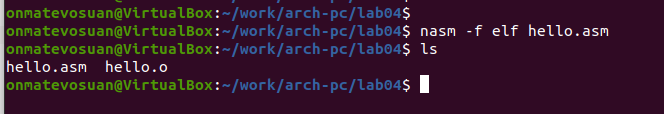 onmatevosuan@VirtualBox:~/work/arch-pc/lab04$
onmatevosuan@VirtualBox:~/work/arch-pc/lab04$ nasm -f elf hello.asm
onmatevosuan@VirtualBox:~/work/arch-pc/lab04$ ls
hello.asm  hello.o
onmatevosuan@VirtualBox:~/work/arch-pc/lab04$